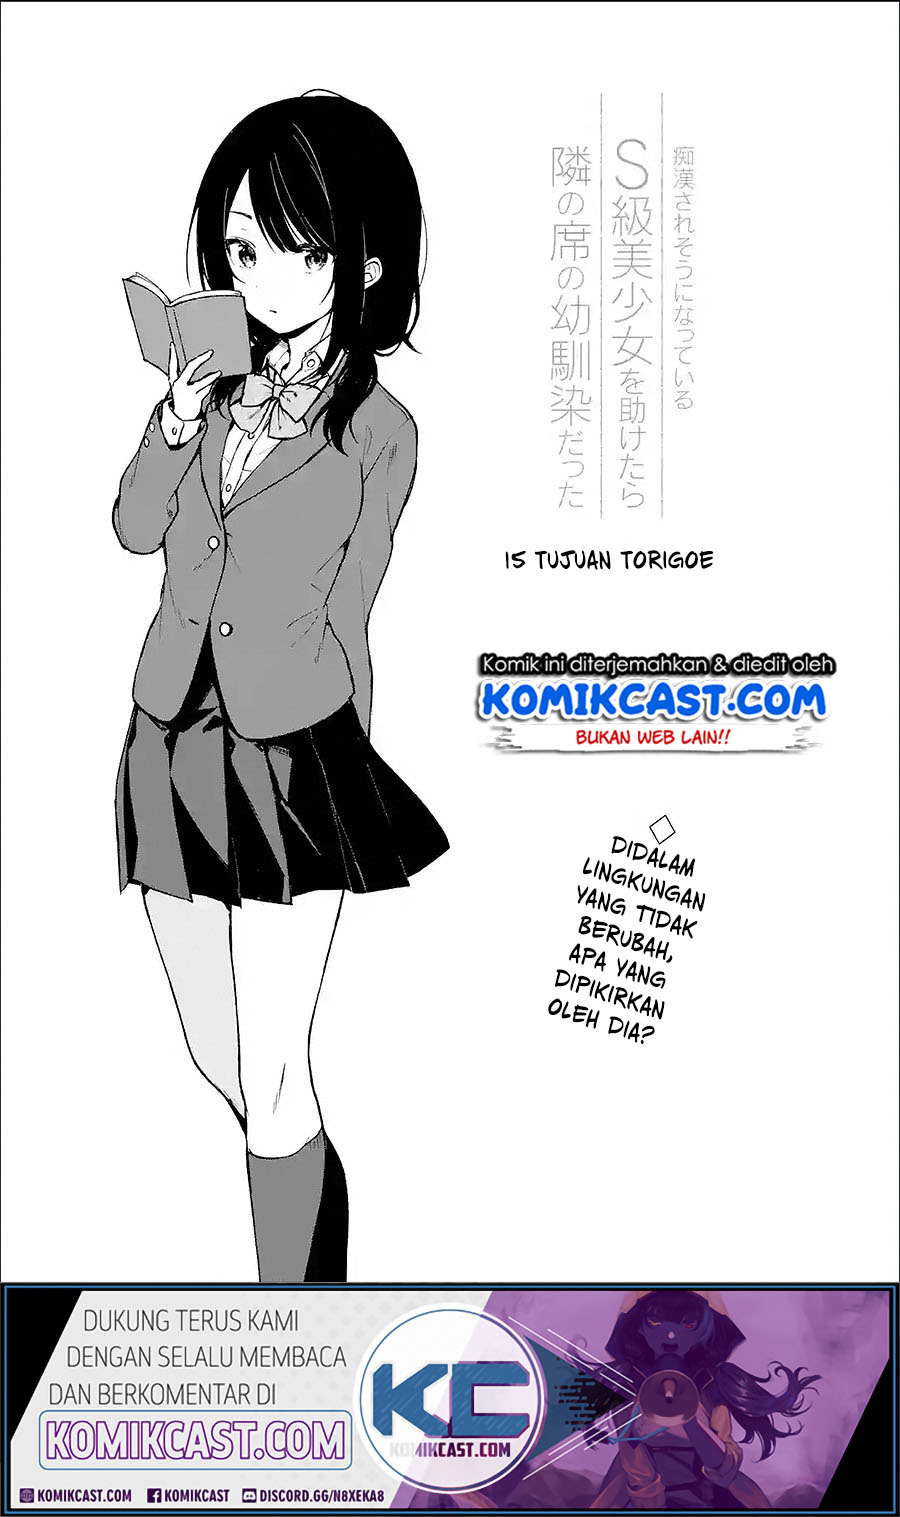 痴漢されそうになっている
S級美少女を助けたら
隣の席の幼馴染だった
15 TUJUAN TORIGOE
Komik ini diterjemahkan & diedit oleh
KOMIKCAST.COM
BUKAN WEB LAIN!!
DIDALAM
LINGKUNGAN
YANG TIDAK
BERUBAH,
APA YANG
DIPIKIRKAN
OLEH DIA?
DUKUNG TERUS KAMI
DENGAN SELALU MEMBACA
DAN BERKOMENTAR DI
KOMIKCAST.COM
KC
KOMIKCAST.COM
KOMIKCAST.COM KOMIKCAST DISCORD.GG/N8XEKA8